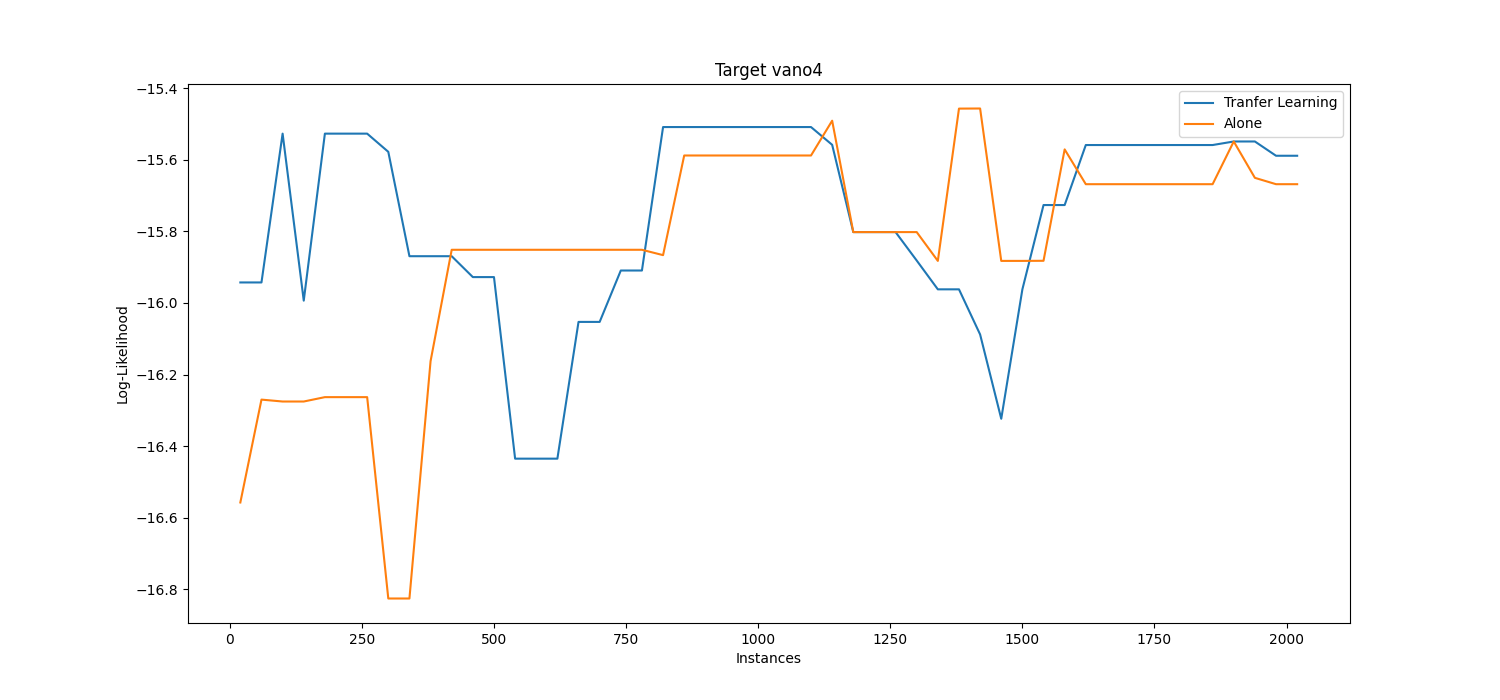 Target vano4
Tranfer Learning
Alone
Log-Likelihood
−15.4
−15.6
−15.8
−16.0
−16.2
−16.4
−16.6
−16.8
0 250 500 750 1000 1250 1500 1750 2000
Instances